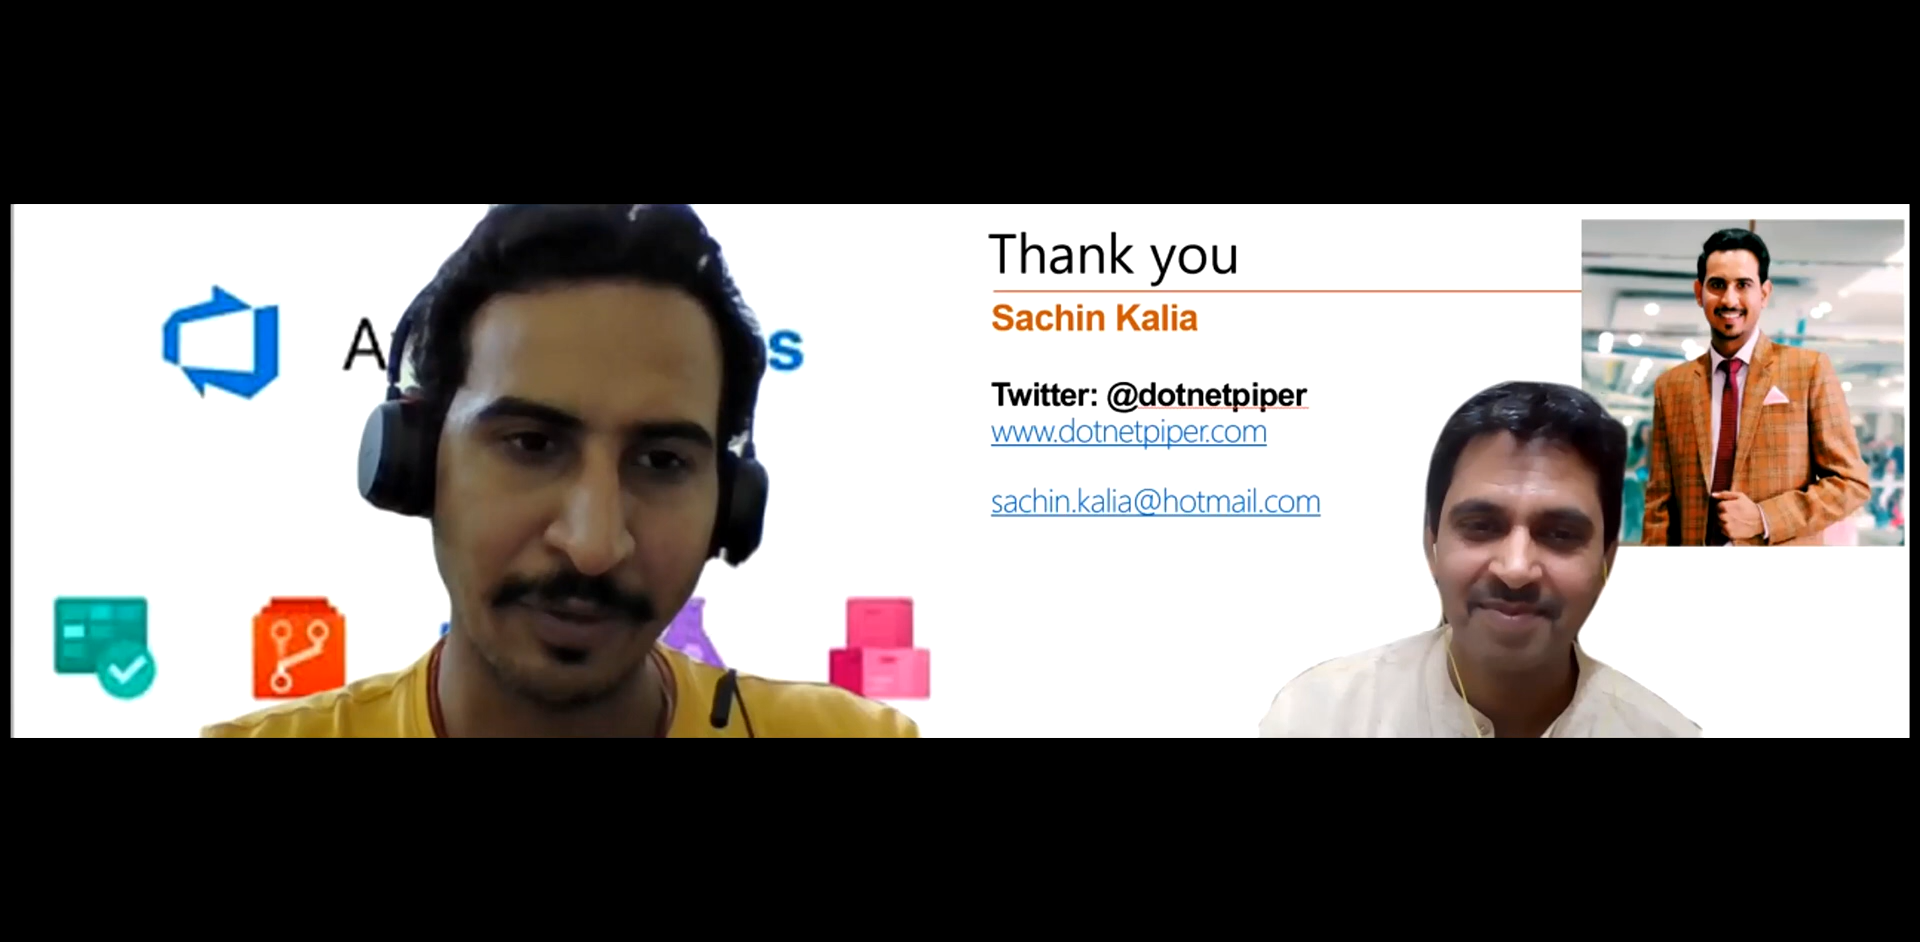 A
s
Thank you
Sachin Kalia
Twitter: @dotnetpiper
www.dotnetpiper.com
sachin.kalia@hotmail.com